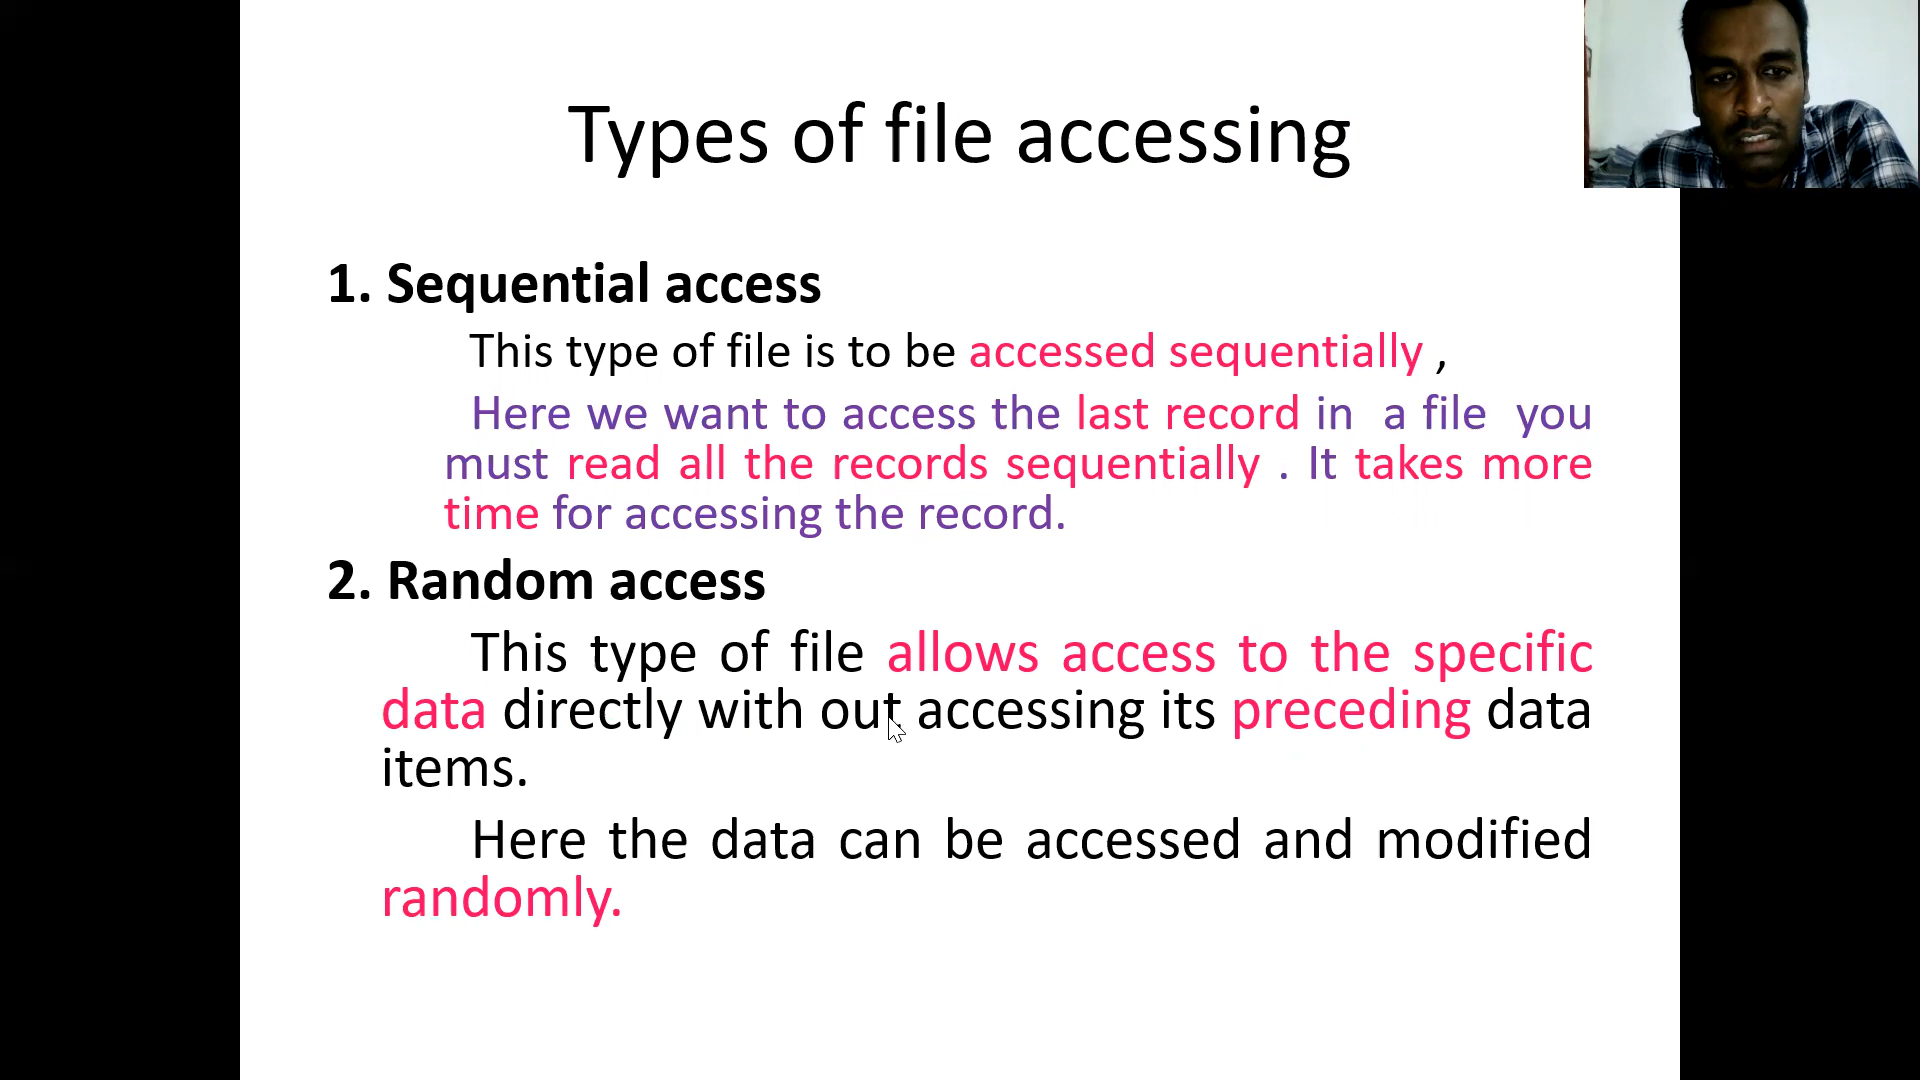 Types of file accessing
1. Sequential access
This type of file is to be accessed sequentially ,
Here we want to access the last record in a file you
must read all the records sequentially . It takes more
time for accessing the record.
2. Random access
This type of file allows access to the specific
data directly with out accessing its preceding data
items.
Here the data can be accessed and modified
randomly.